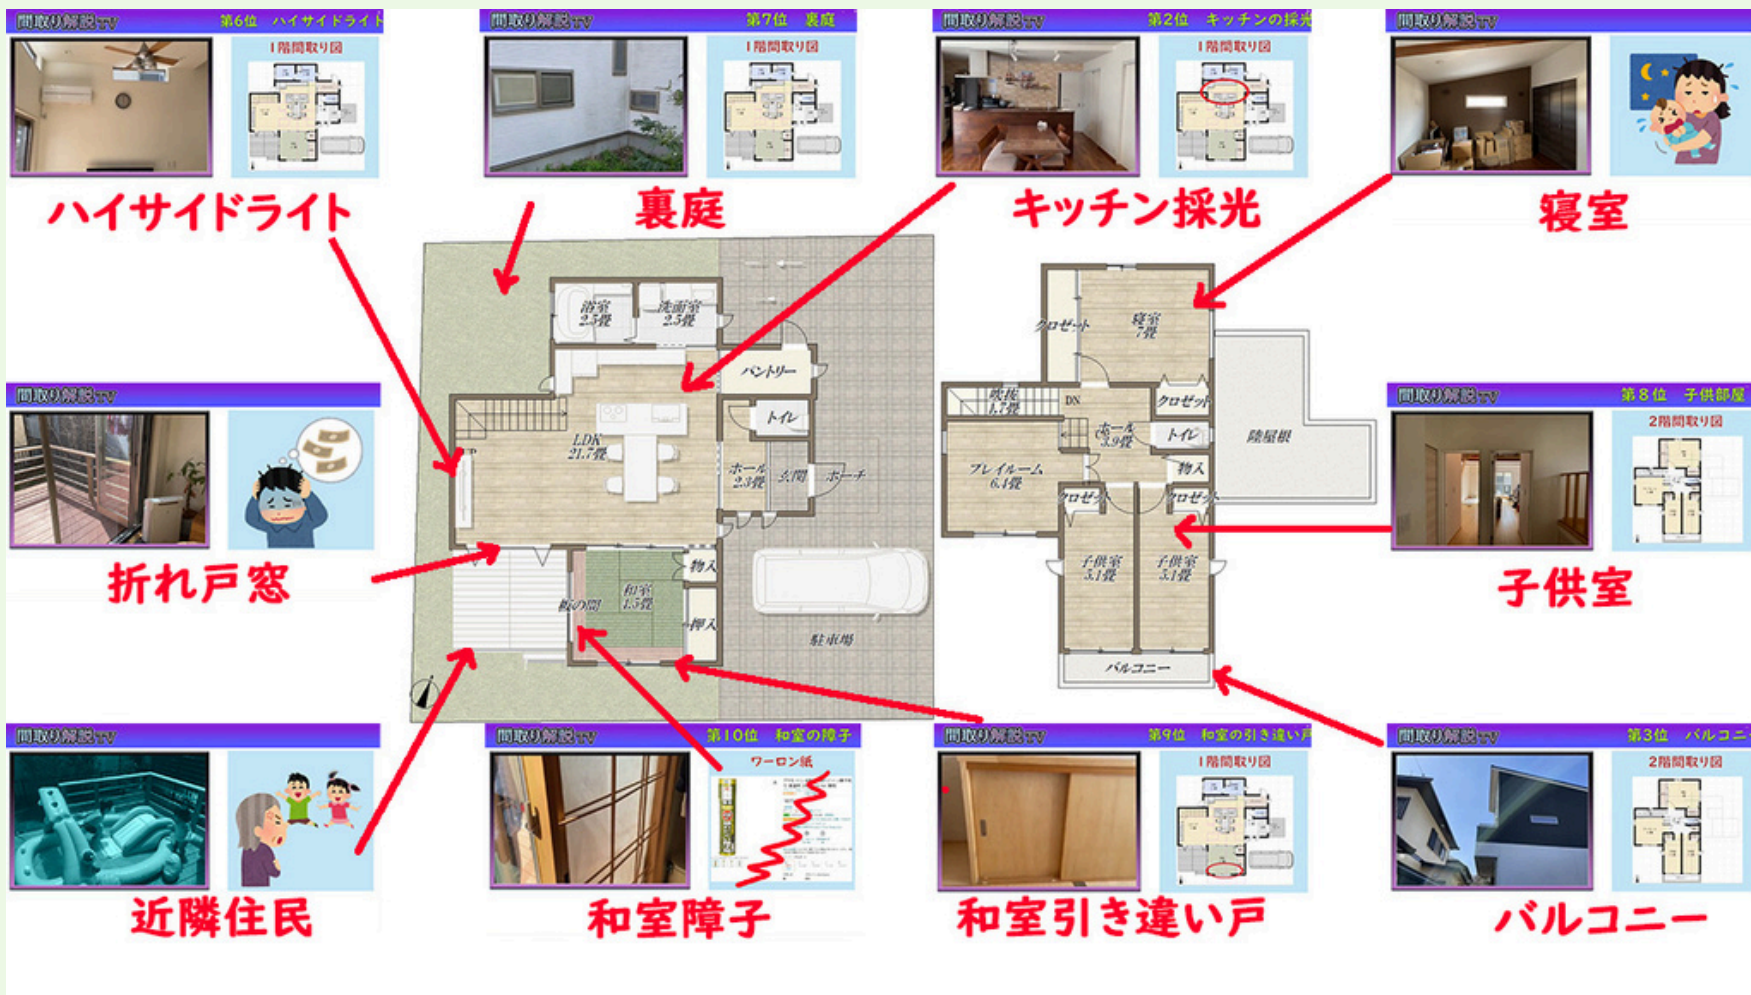 間取り解説TV 第6位 ハイサイドライト
1階間取り図
ハイサイドライト
間取り解説TV 第7位 裏庭
1階間取り図
裏庭
間取り解説TV 第2位 キッチンの採光
1階間取り図
キッチン採光
間取り解説TV
寝室
間取り解説TV
折れ戸窓
浴室
2.5畳
洗面室
2.5畳
パントリー
トイレ
LDK
21.7畳
ホール
2.3畳
玄関
ポーチ
物入
和室
4.5畳
板の間
押入
駐車場
クロゼット
寝室
7畳
吹抜
1.7畳
DN
クロゼット
ホール
3.9畳
トイレ
陸屋根
プレイルーム
6.4畳
物入
クロゼット
クロゼット
子供室
5.1畳
子供室
5.1畳
バルコニー
間取り解説TV 第8位 子供部屋
2階間取り図
子供室
間取り解説TV
近隣住民
間取り解説TV 第10位 和室の障子
ワーロン紙
和室障子
間取り解説TV 第9位 和室の引き違い戸
1階間取り図
和室引き違い戸
間取り解説TV 第3位 バルコニー
2階間取り図
バルコニー